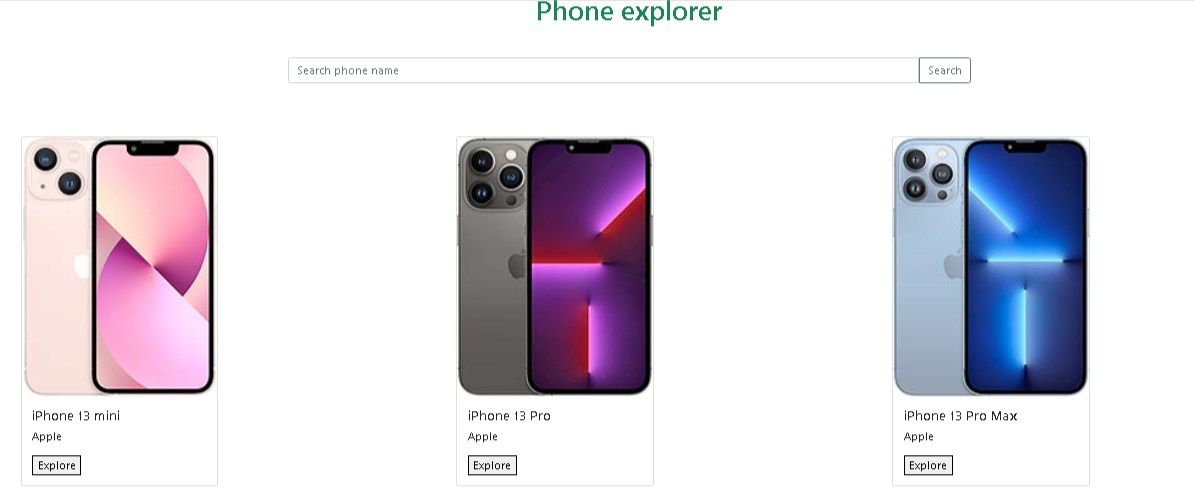 Phone explorer
Search phone name
Search
iPhone 13 mini
Apple
Explore
iPhone 13 Pro
Apple
Explore
iPhone 13 Pro Max
Apple
Explore